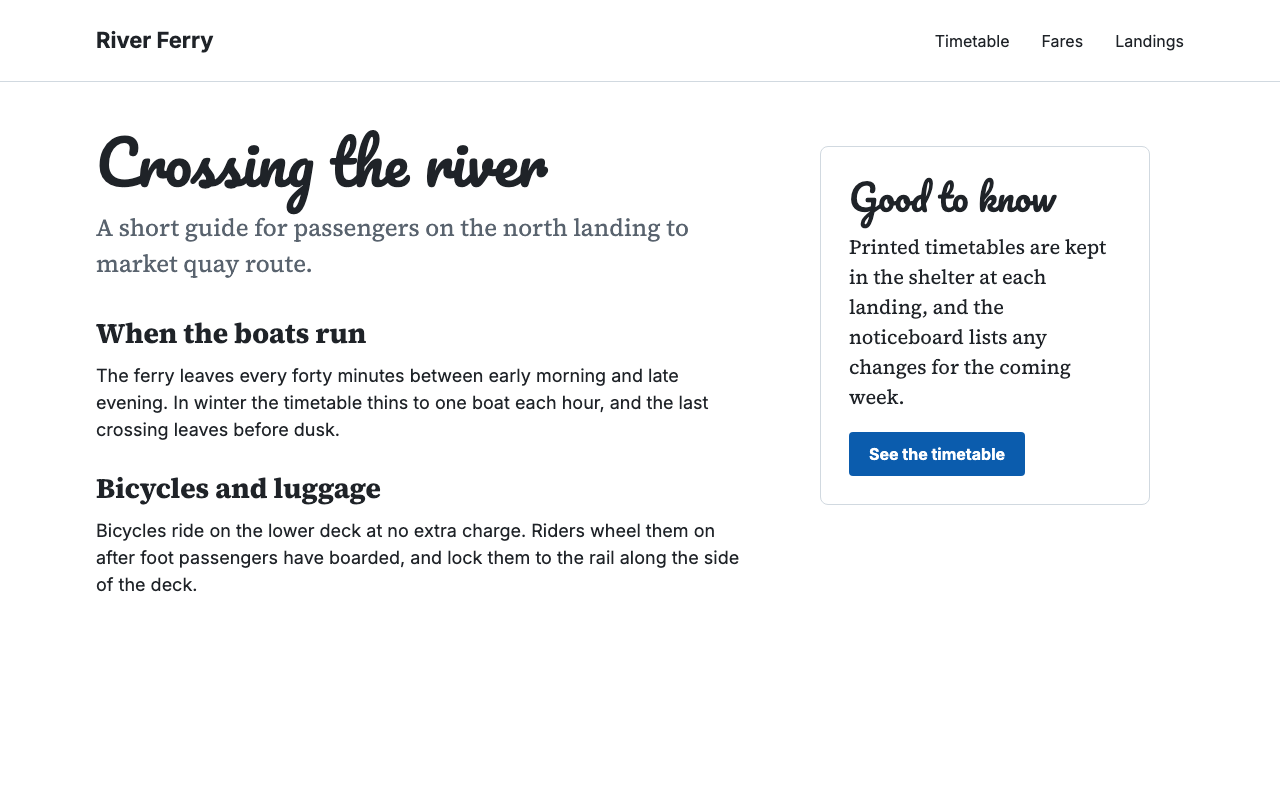 River Ferry
Timetable Fares Landings
Crossing the river
A short guide for passengers on the north landing to
market quay route.
When the boats run
The ferry leaves every forty minutes between early morning and late
evening. In winter the timetable thins to one boat each hour, and the last
crossing leaves before dusk.
Bicycles and luggage
Bicycles ride on the lower deck at no extra charge. Riders wheel them on
after foot passengers have boarded, and lock them to the rail along the side
of the deck.
Good to know
Printed timetables are kept
in the shelter at each
landing, and the
noticeboard lists any
changes for the coming
week.
See the timetable